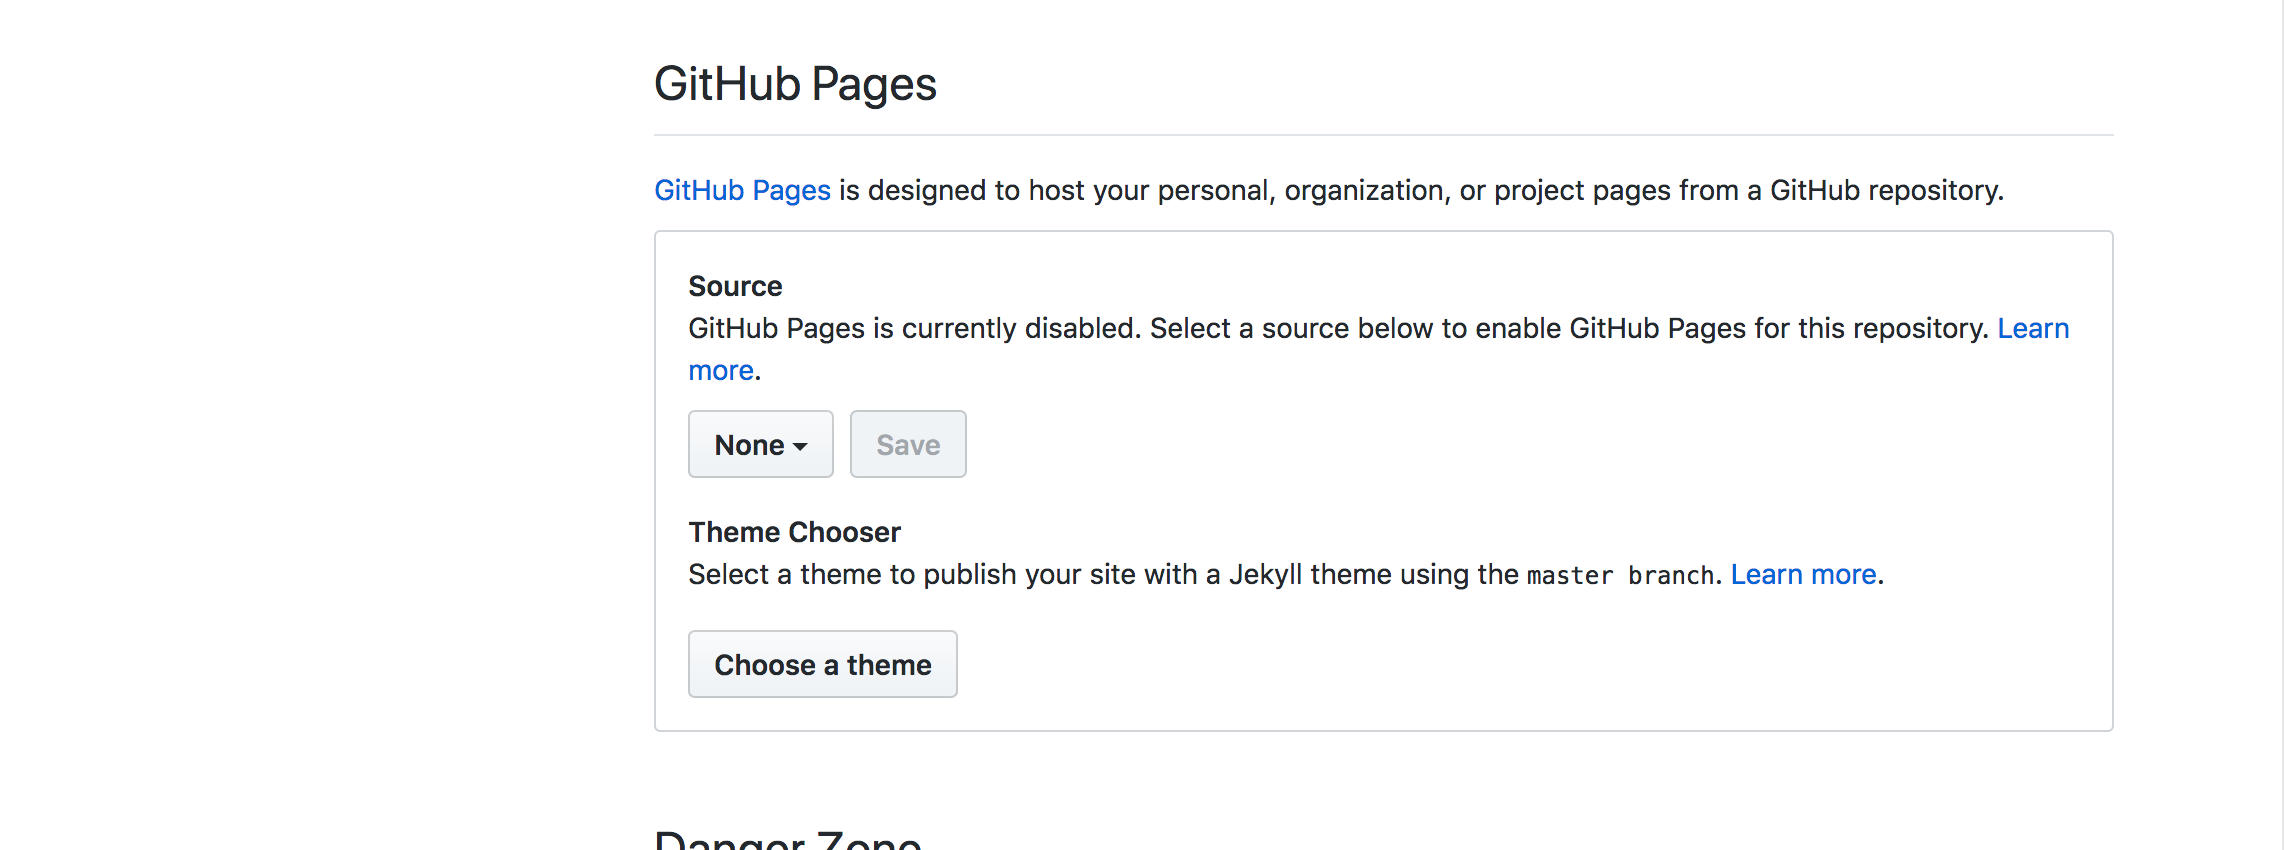 GitHub Pages
GitHub Pages is designed to host your personal, organization, or project pages from a GitHub repository.
Source
GitHub Pages is currently disabled. Select a source below to enable GitHub Pages for this repository. Learn
more.
None Save
Theme Chooser
Select a theme to publish your site with a Jekyll theme using the master branch. Learn more.
Choose a theme
Danger Zone